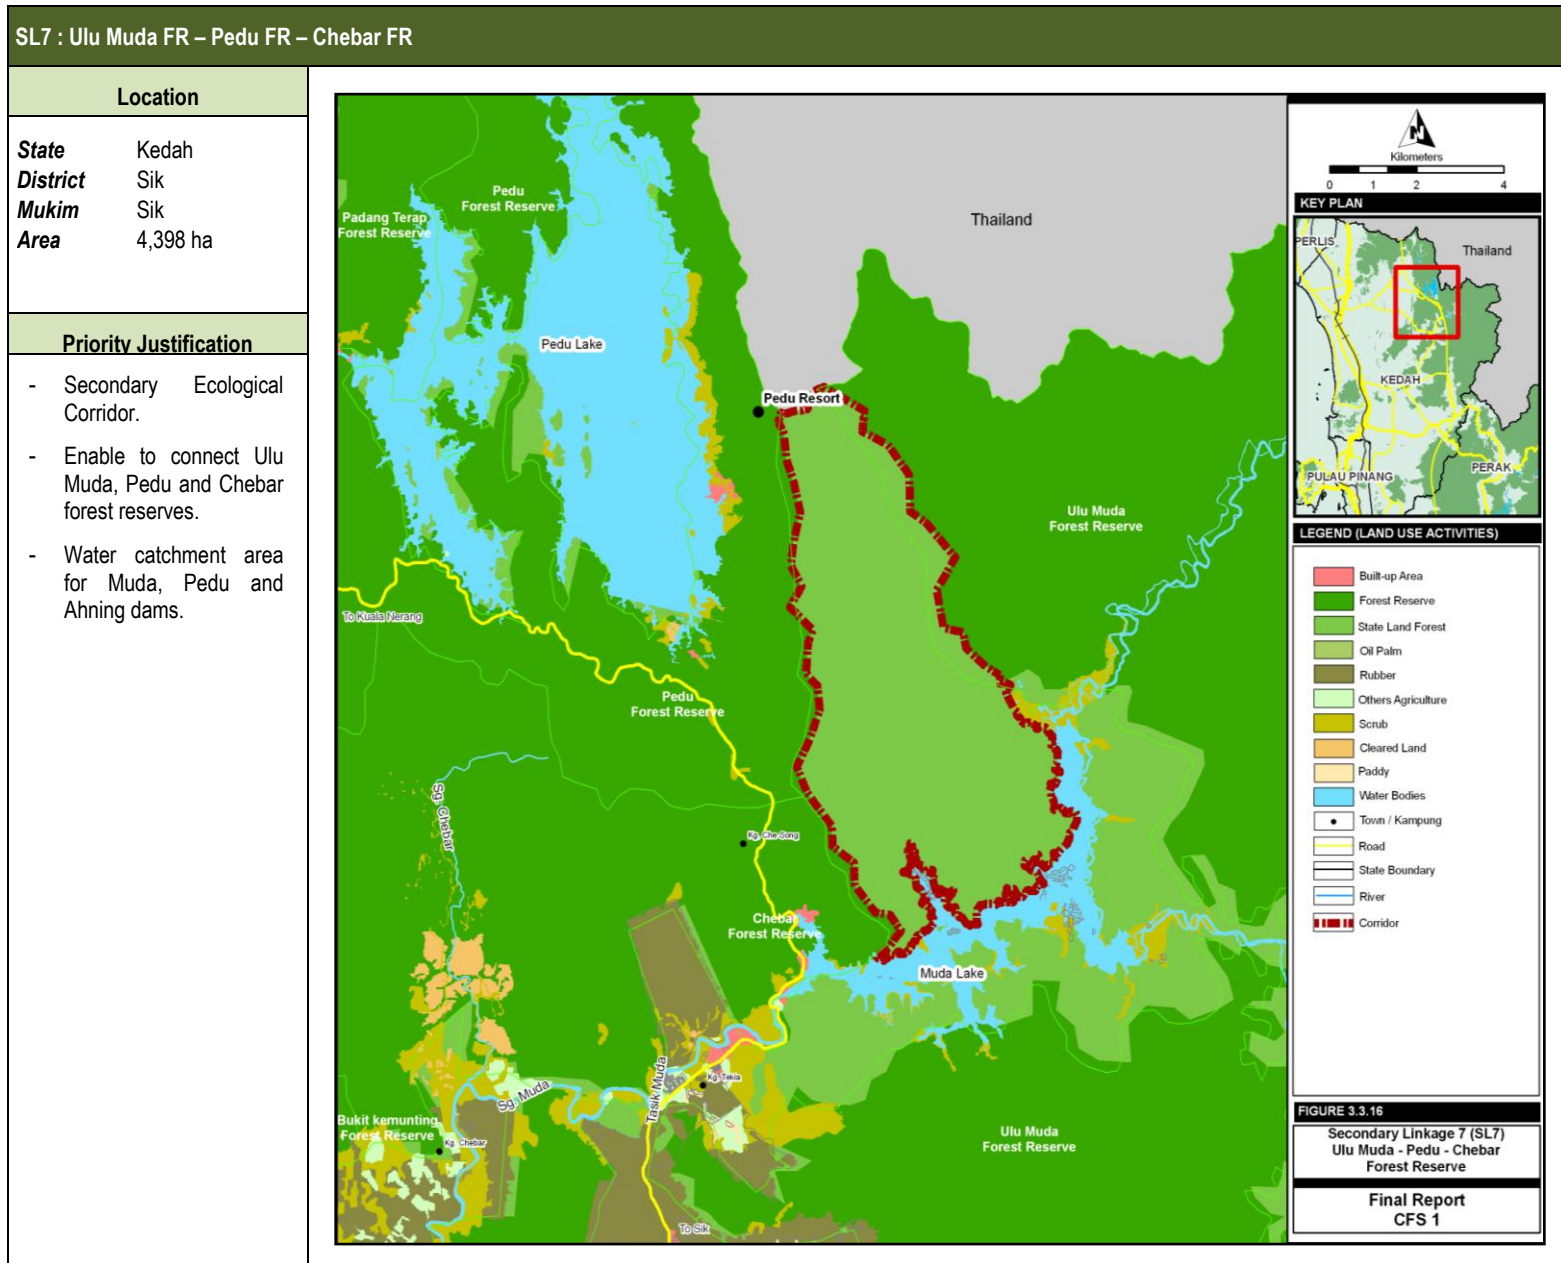 SL7 : Ulu Muda FR – Pedu FR – Chebar FR
Location
State Kedah
District Sik
Mukim Sik
Area 4,398 ha
Priority Justification
- Secondary Ecological
Corridor.
- Enable to connect Ulu
Muda, Pedu and Chebar
forest reserves.
- Water catchment area
for Muda, Pedu and
Ahning dams.
Thailand
Pedu
Forest Reserve
Padang Terap
Forest Reserve
Pedu Lake
Pedu Resort
Ulu Muda
Forest Reserve
To Kuala Nerang
Pedu
Forest Reserve
Sg. Chebar
Kg. Che Song
Chebar
Forest Reserve
Muda Lake
Tasik Muda
Kg. Tekia
Sg. Muda
Bukit kemunting
Forest Reserve
Kg. Chebar
Ulu Muda
Forest Reserve
To Sik
N
Kilometers
0 1 2 4
KEY PLAN
PERLIS
Thailand
KEDAH
PERAK
PULAU PINANG
LEGEND (LAND USE ACTIVITIES)
Built-up Area
Forest Reserve
State Land Forest
Oil Palm
Rubber
Others Agriculture
Scrub
Cleared Land
Paddy
Water Bodies
Town / Kampung
Road
State Boundary
River
Corridor
FIGURE 3.3.16
Secondary Linkage 7 (SL7)
Ulu Muda - Pedu - Chebar
Forest Reserve
Final Report
CFS 1